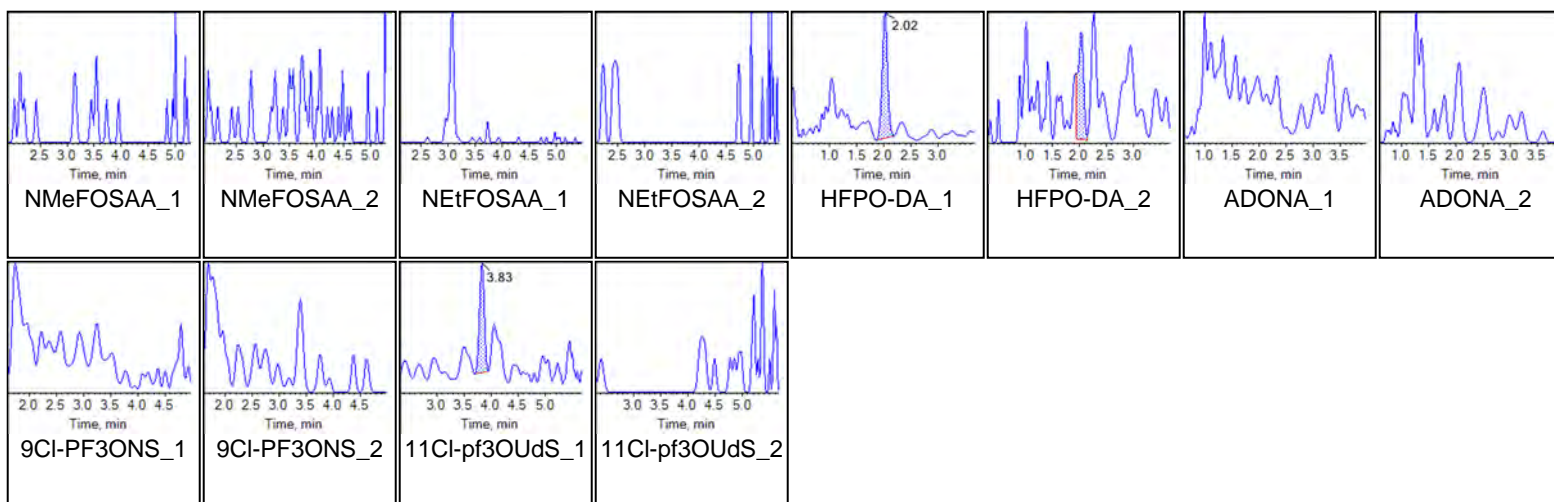 2.02
2.5 3.0 3.5 4.0 4.5 5.0
2.5 3.0 3.5 4.0 4.5 5.0
2.5 3.0 3.5 4.0 4.5 5.0
2.5 3.0 3.5 4.0 4.5 5.0
1.0 1.5 2.0 2.5 3.0
1.0 1.5 2.0 2.5 3.0
1.0 1.5 2.0 2.5 3.0 3.5
1.0 1.5 2.0 2.5 3.0 3.5
Time, min
Time, min
Time, min
Time, min
Time, min
Time, min
Time, min
Time, min
NMeFOSAA_1
NMeFOSAA_2
NEtFOSAA_1
NEtFOSAA_2
HFPO-DA_1
HFPO-DA_2
ADONA_1
ADONA_2
3.83
2.0 2.5 3.0 3.5 4.0 4.5
2.0 2.5 3.0 3.5 4.0 4.5
3.0 3.5 4.0 4.5 5.0
3.0 3.5 4.0 4.5 5.0
Time, min
Time, min
Time, min
Time, min
9Cl-PF3ONS_1
9Cl-PF3ONS_2
11Cl-pf3OUdS_1
11Cl-pf3OUdS_2